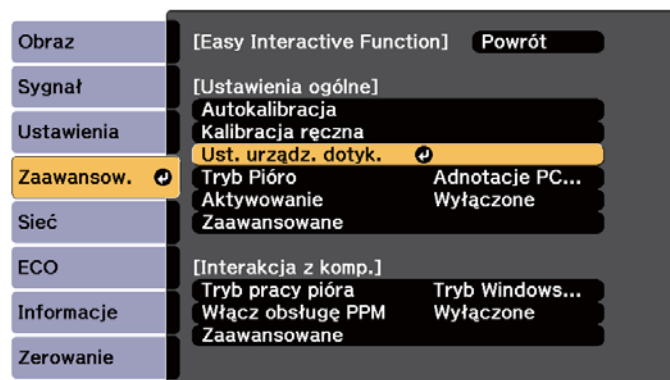 Obraz
Sygnał
Ustawienia
Zaawansow.
Sieć
ECO
Informacje
Zerowanie
[Easy Interactive Function] Powrót
[Ustawienia ogólne]
Autokalibracja
Kalibracja ręczna
Ust. urządz. dotyk.
Tryb Pióro Adnotacje PC...
Aktywowanie Wyłączone
Zaawansowane
[Interakcja z komp.]
Tryb pracy pióra Tryb Windows...
Włącz obsługę PPM Wyłączone
Zaawansowane